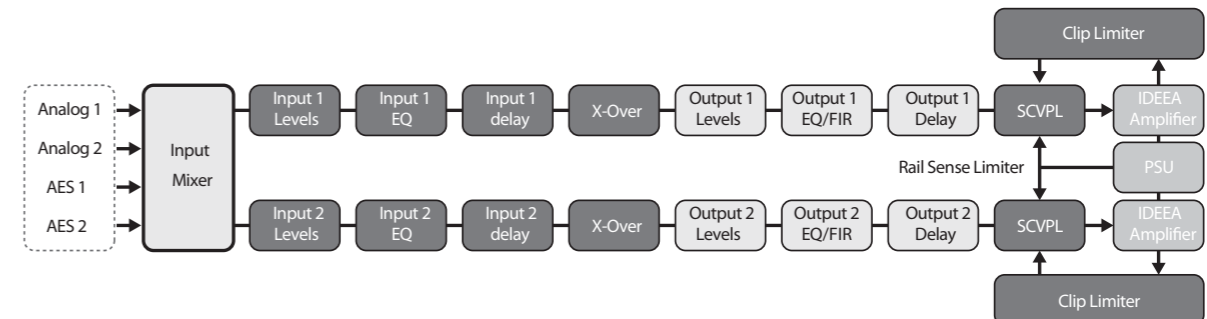 Clip Limiter
Analog 1
Analog 2
AES 1
AES 2
Input
Mixer
Input 1
Levels
Input 1
EQ
Input 1
delay
X-Over
Output 1
Levels
Output 1
EQ/FIR
Output 1
Delay
SCVPL
IDEEA
Amplifier
Rail Sense Limiter
PSU
Input 2
Levels
Input 2
EQ
Input 2
delay
X-Over
Output 2
Levels
Output 2
EQ/FIR
Output 2
Delay
SCVPL
IDEEA
Amplifier
Clip Limiter